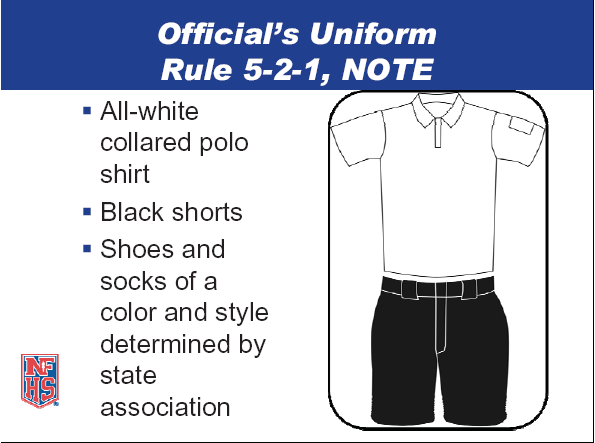 Official’s Uniform
Rule 5-2-1, NOTE
▪ All-white
collared polo
shirt
▪ Black shorts
▪ Shoes and
socks of a
color and style
determined by
state
association
NF
HS
®